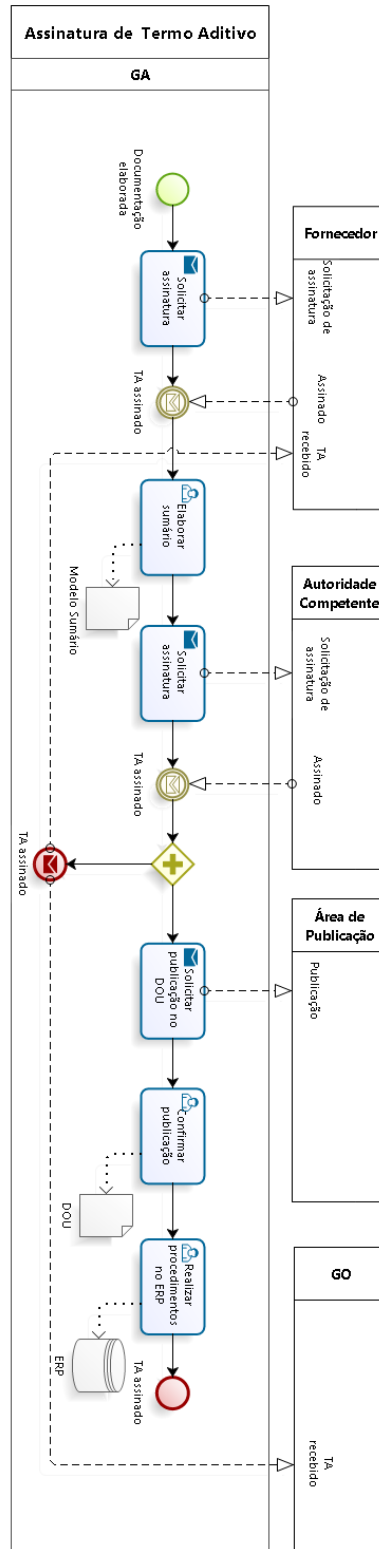 Assinatura de Termo Aditivo
GA
Documentação
elaborada
Solicitar
assinatura
TA assinado
Elaborar
sumário
Modelo Sumário
Solicitar
assinatura
TA assinado
TA assinado
Solicitar
publicação no
DOU
Confirmar
publicação
DOU
Realizar
procedimentos
no ERP
ERP
TA assinado
Fornecedor
Solicitação de
assinatura
Assinado
TA
recebido
Autoridade
Competente
Solicitação de
assinatura
Assinado
Área de
Publicação
Publicação
GO
TA
recebido